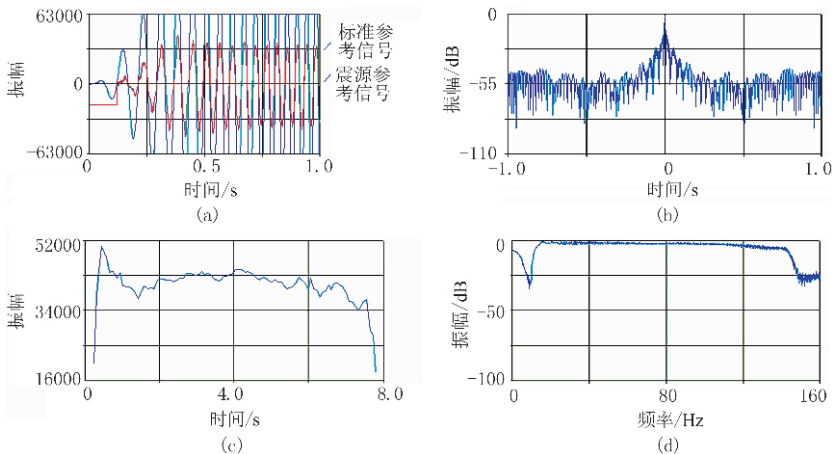 (a)
63000
0
-63000
振幅
0
0.5
1.0
时间/s
标准参
考信号
震源参
考信号
(b)
0
-55
-110
振幅/dB
-1.0
0
1.0
时间/s
(c)
52000
34000
16000
振幅
0
4.0
8.0
时间/s
(d)
0
-50
-100
振幅/dB
0
80
160
频率/Hz